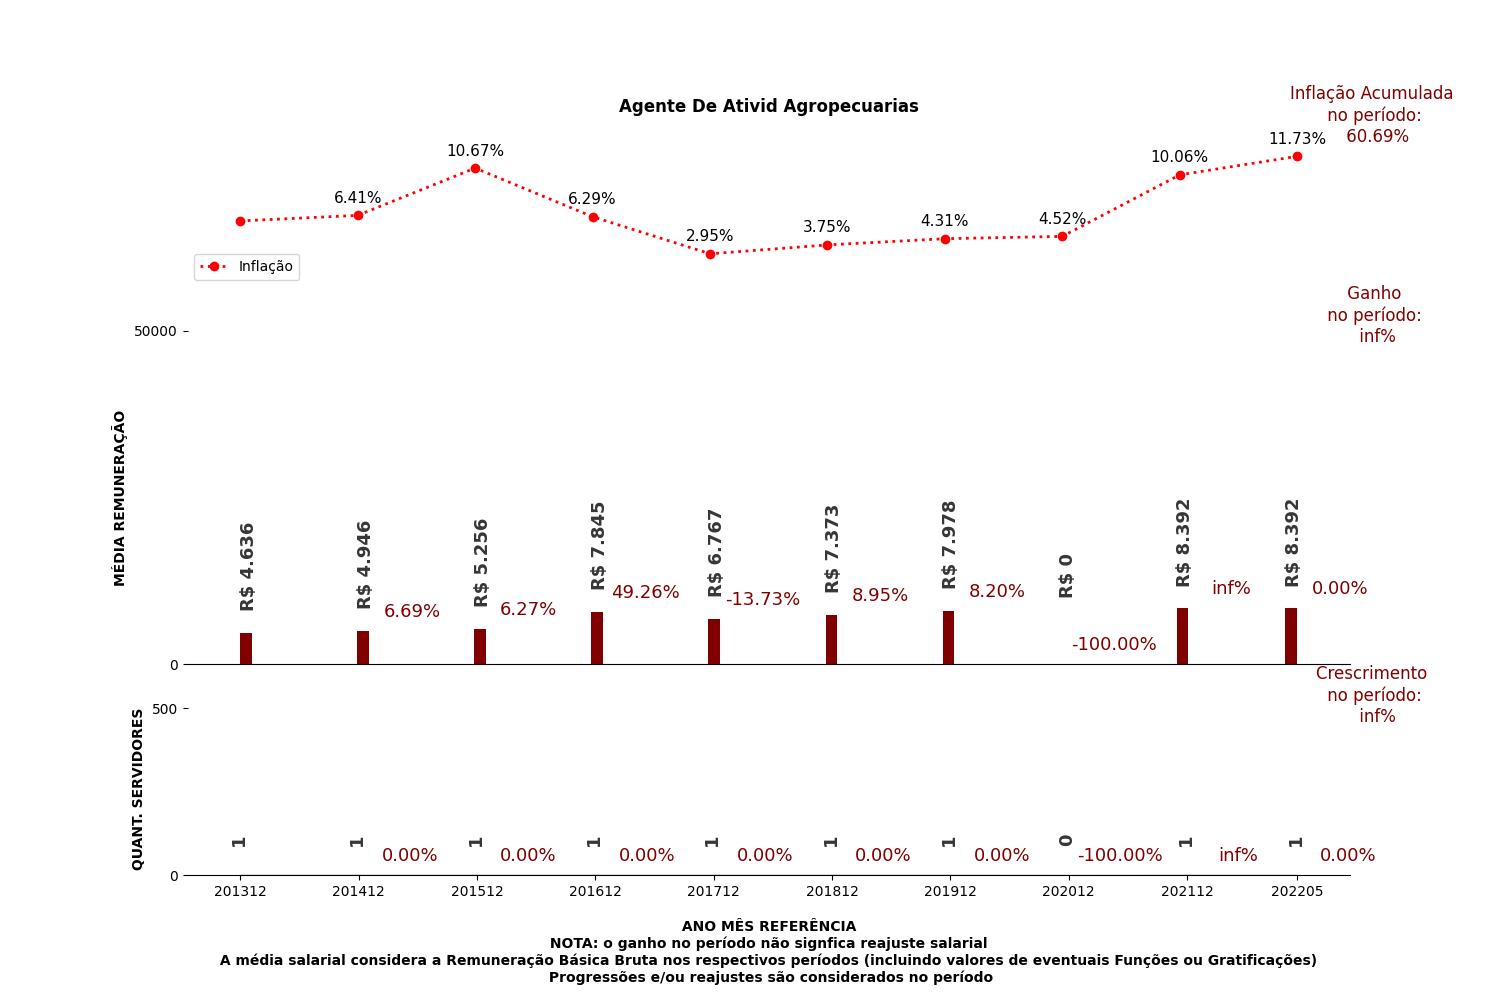 Agente De Ativid Agropecuarias
Inflação Acumulada
no período:
60.69%
6.41%
10.67%
6.29%
2.95%
3.75%
4.31%
4.52%
10.06%
11.73%
Inflação
Ganho
no período:
inf%
50000
0
MÉDIA REMUNERAÇÃO
R$ 4.636
R$ 4.946
R$ 5.256
R$ 7.845
R$ 6.767
R$ 7.373
R$ 7.978
R$ 0
R$ 8.392
R$ 8.392
6.69%
6.27%
49.26%
-13.73%
8.95%
8.20%
-100.00%
inf%
0.00%
Crescimento
no período:
inf%
500
0
QUANT. SERVIDORES
1
1
1
1
1
1
1
0
1
1
0.00%
0.00%
0.00%
0.00%
0.00%
0.00%
-100.00%
inf%
0.00%
201312
201412
201512
201612
201712
201812
201912
202012
202112
202205
ANO MÊS REFERÊNCIA
NOTA: o ganho no período não signfica reajuste salarial
A média salarial considera a Remuneração Básica Bruta nos respectivos períodos (incluindo valores de eventuais Funções ou Gratificações)
Progressões e/ou reajustes são considerados no período